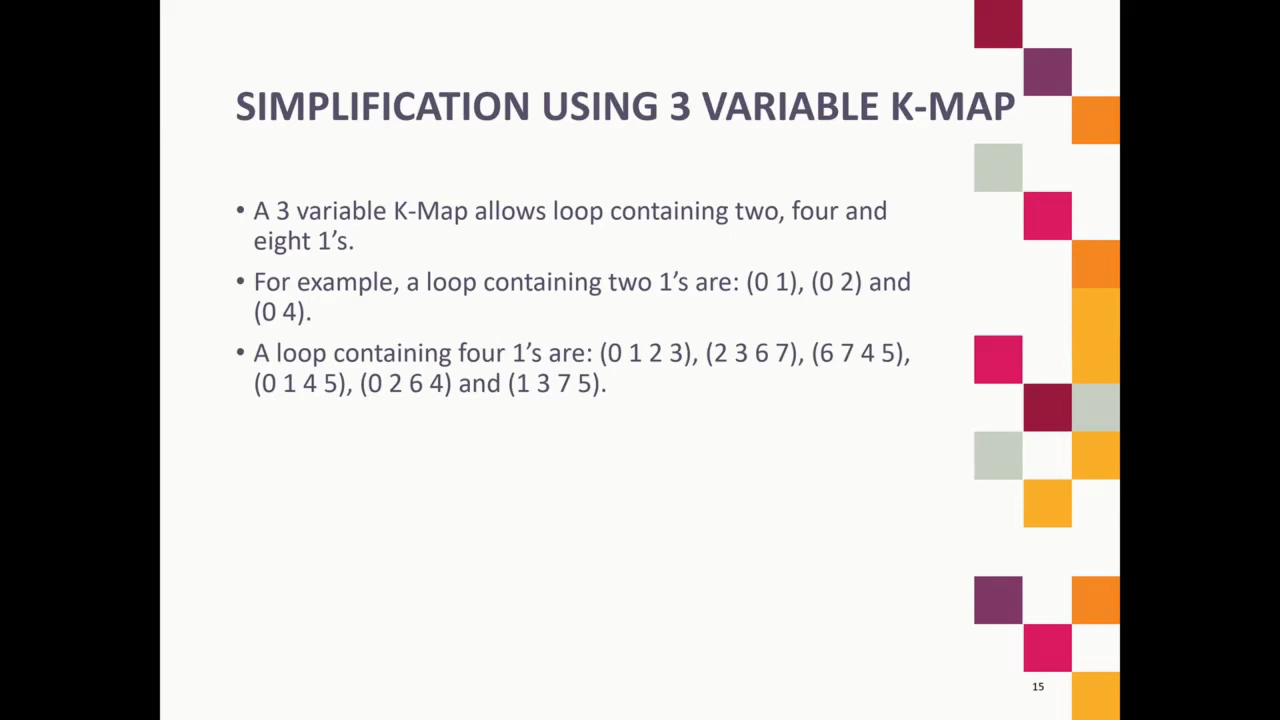 SIMPLIFICATION USING 3 VARIABLE K-MAP
• A 3 variable K-Map allows loop containing two, four and
eight 1’s.
• For example, a loop containing two 1’s are: (0 1), (0 2) and
(0 4).
• A loop containing four 1’s are: (0 1 2 3), (2 3 6 7), (6 7 4 5),
(0 1 4 5), (0 2 6 4) and (1 3 7 5).
15